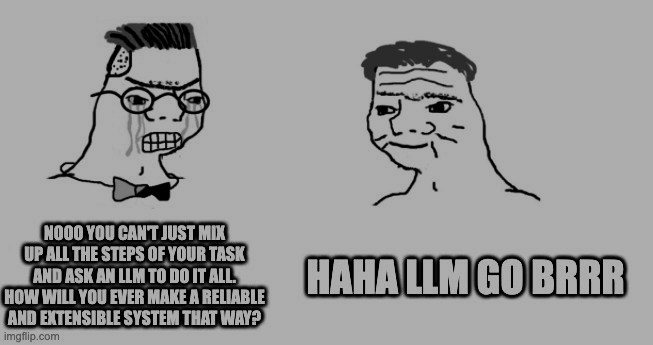 NOOO YOU CAN'T JUST MIX
UP ALL THE STEPS OF YOUR TASK
AND ASK AN LLM TO DO IT ALL.
HOW WILL YOU EVER MAKE A RELIABLE
AND EXTENSIBLE SYSTEM THAT WAY?
HAHA LLM GO BRRR
imgflip.com